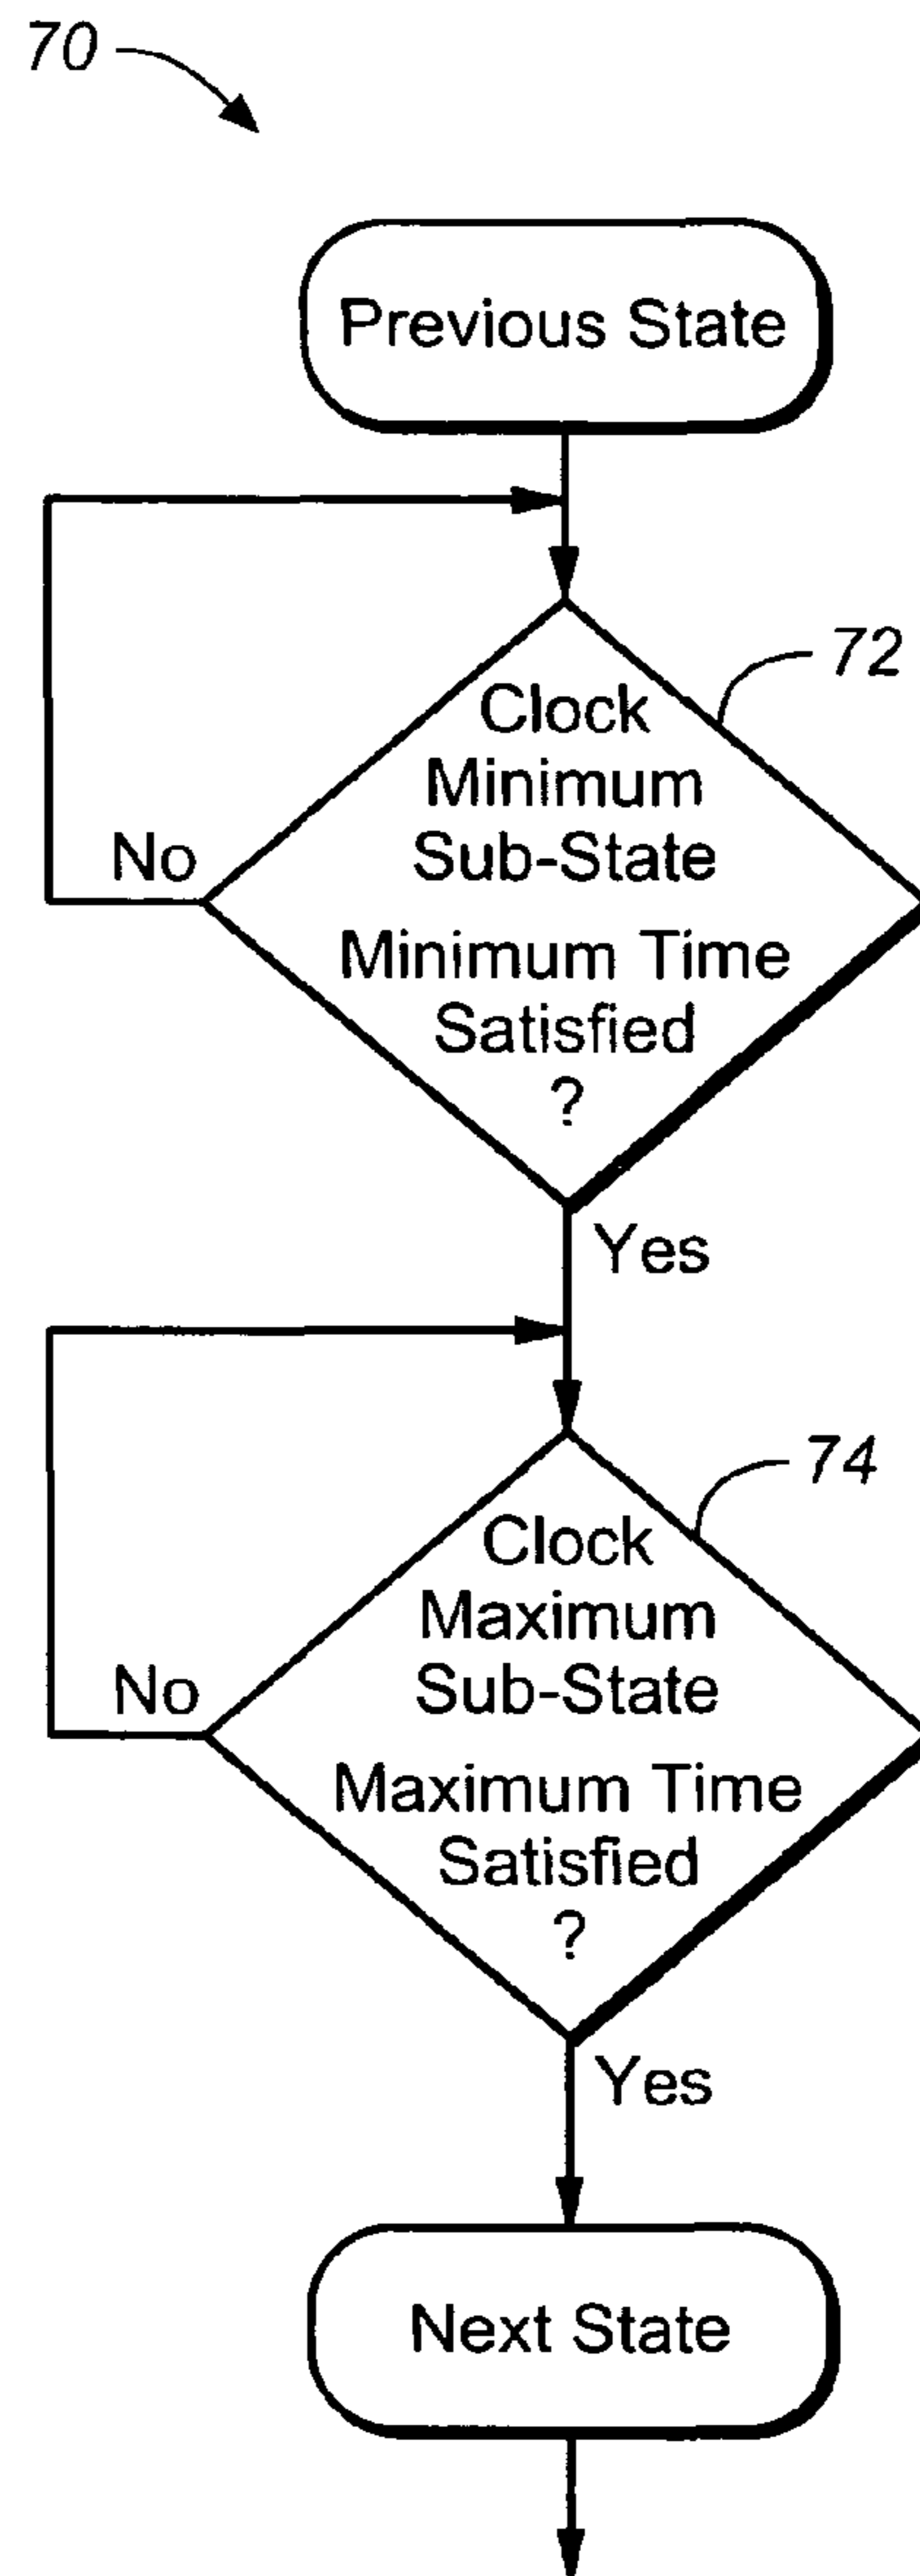 70
Previous State
72
Clock
Minimum
Sub-State
No
Minimum Time
Satisfied
?
Yes
74
Clock
Maximum
Sub-State
No
Maximum Time
Satisfied
?
Yes
Next State